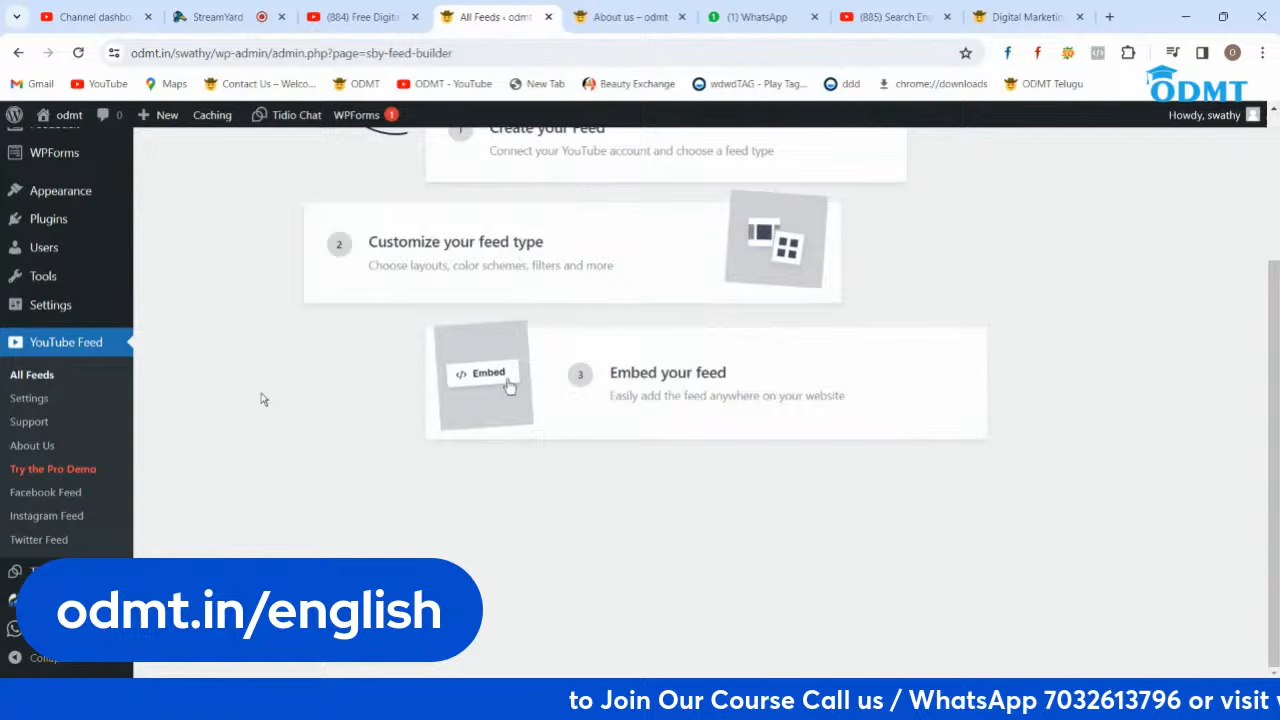 (884) Free Digita
All Feeds ‹ odmt
About us – odmt
(1) WhatsApp
(885) Search En
Digital Marketin
Channel dashbo
StreamYard
odmt.in/swathy/wp-admin/admin.php?page=sby-feed-builder
Gmail
YouTube
Maps
Contact Us – Welco...
ODMT
ODMT - YouTube
New Tab
Beauty Exchange
wdwdTAG - Play Tag...
ddd
chrome://downloads
ODMT Telugu
ODMT
odmt
0
New
Caching
Tidio Chat
WPForms
1
Howdy, swathy
WPForms
Appearance
Plugins
Users
Tools
Settings
YouTube Feed
All Feeds
Settings
Support
About Us
Try the Pro Demo
Facebook Feed
Instagram Feed
Twitter Feed
1
Create your Feed
Connect your YouTube account and choose a feed type
2
Customize your feed type
Choose layouts, color schemes, filters and more
</> Embed
3
Embed your feed
Easily add the feed anywhere on your website
odmt.in/english
to Join Our Course Call us / WhatsApp 7032613796 or visit